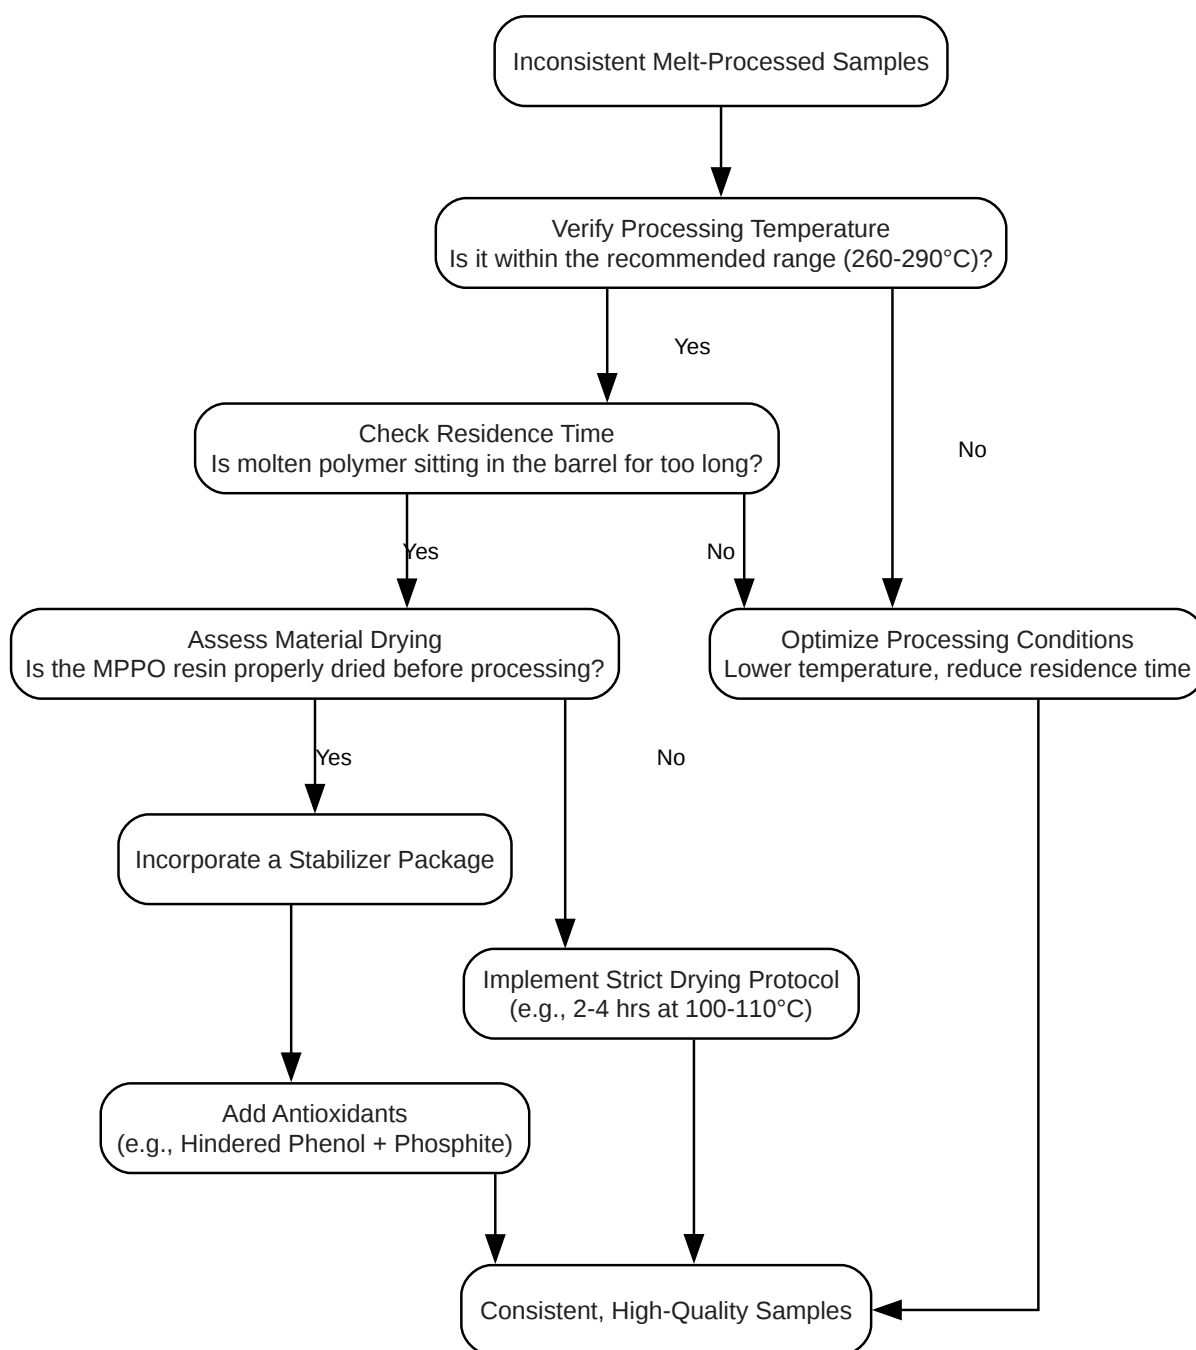 Inconsistent Melt-Processed Samples
Verify Processing Temperature
Is it within the recommended range (260-290°C)?
Yes
Check Residence Time
Is molten polymer sitting in the barrel for too long?
No
Yes
No
Assess Material Drying
Is the MPPO resin properly dried before processing?
Optimize Processing Conditions
Lower temperature, reduce residence time
Yes
No
Incorporate a Stabilizer Package
Implement Strict Drying Protocol
(e.g., 2-4 hrs at 100-110°C)
Add Antioxidants
(e.g., Hindered Phenol + Phosphite)
Consistent, High-Quality Samples